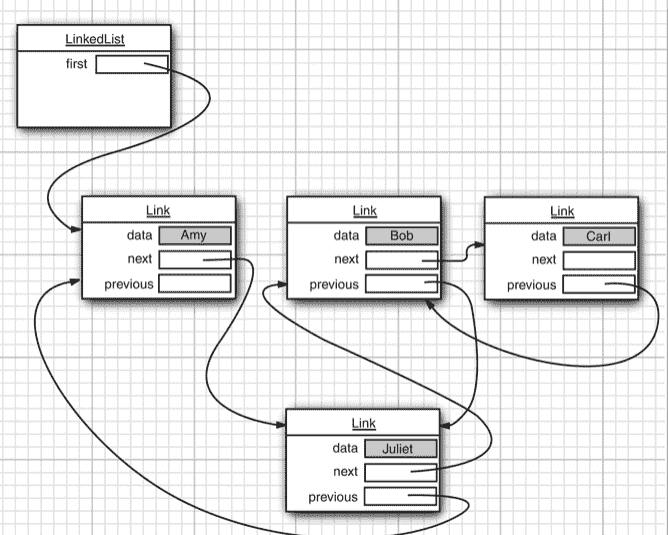 LinkedList
first
Link
data Amy
next
previous
Link
data Bob
next
previous
Link
data Carl
next
previous
Link
data Juliet
next
previous